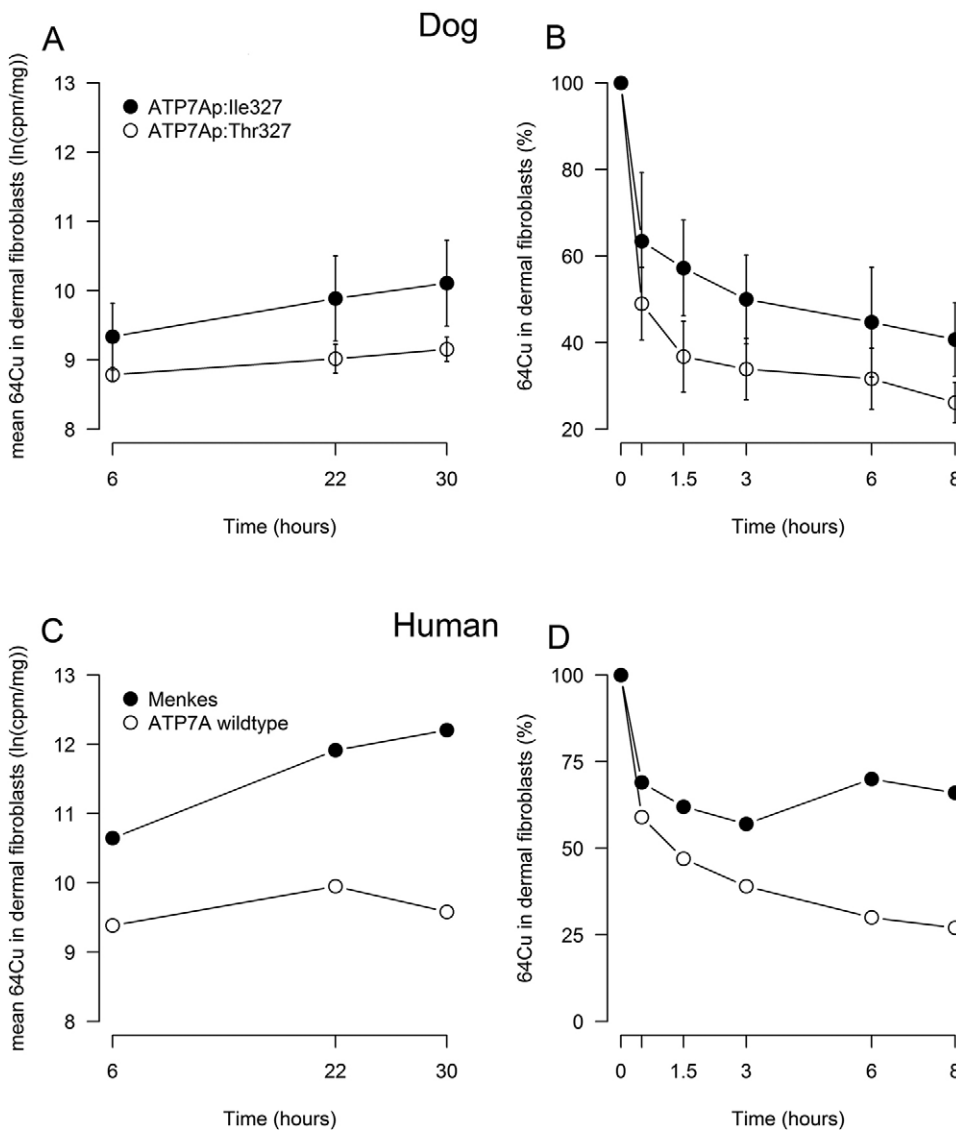 Dog
A
mean 64Cu in dermal fibroblasts (ln(cpm/mg))
13
12
11
10
9
8
ATP7Ap:Ile327
ATP7Ap:Thr327
6
22
30
Time (hours)
B
64Cu in dermal fibroblasts (%)
100
80
60
40
20
0
1.5
3
6
8
Time (hours)
Human
C
mean 64Cu in dermal fibroblasts (ln(cpm/mg))
13
12
11
10
9
8
Menkes
ATP7A wildtype
6
22
30
Time (hours)
D
64Cu in dermal fibroblasts (%)
100
75
50
25
0
0
1.5
3
6
8
Time (hours)